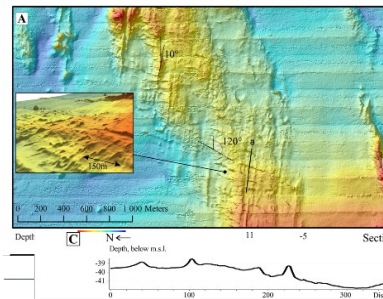 A
10°
120°
a
150m
0 200 400 600 800 1 000 Meters
Depth
C
N
11
-5
Sect
Depth, below m.s.l.
-39
-40
-41
0
100
200
300
Dis